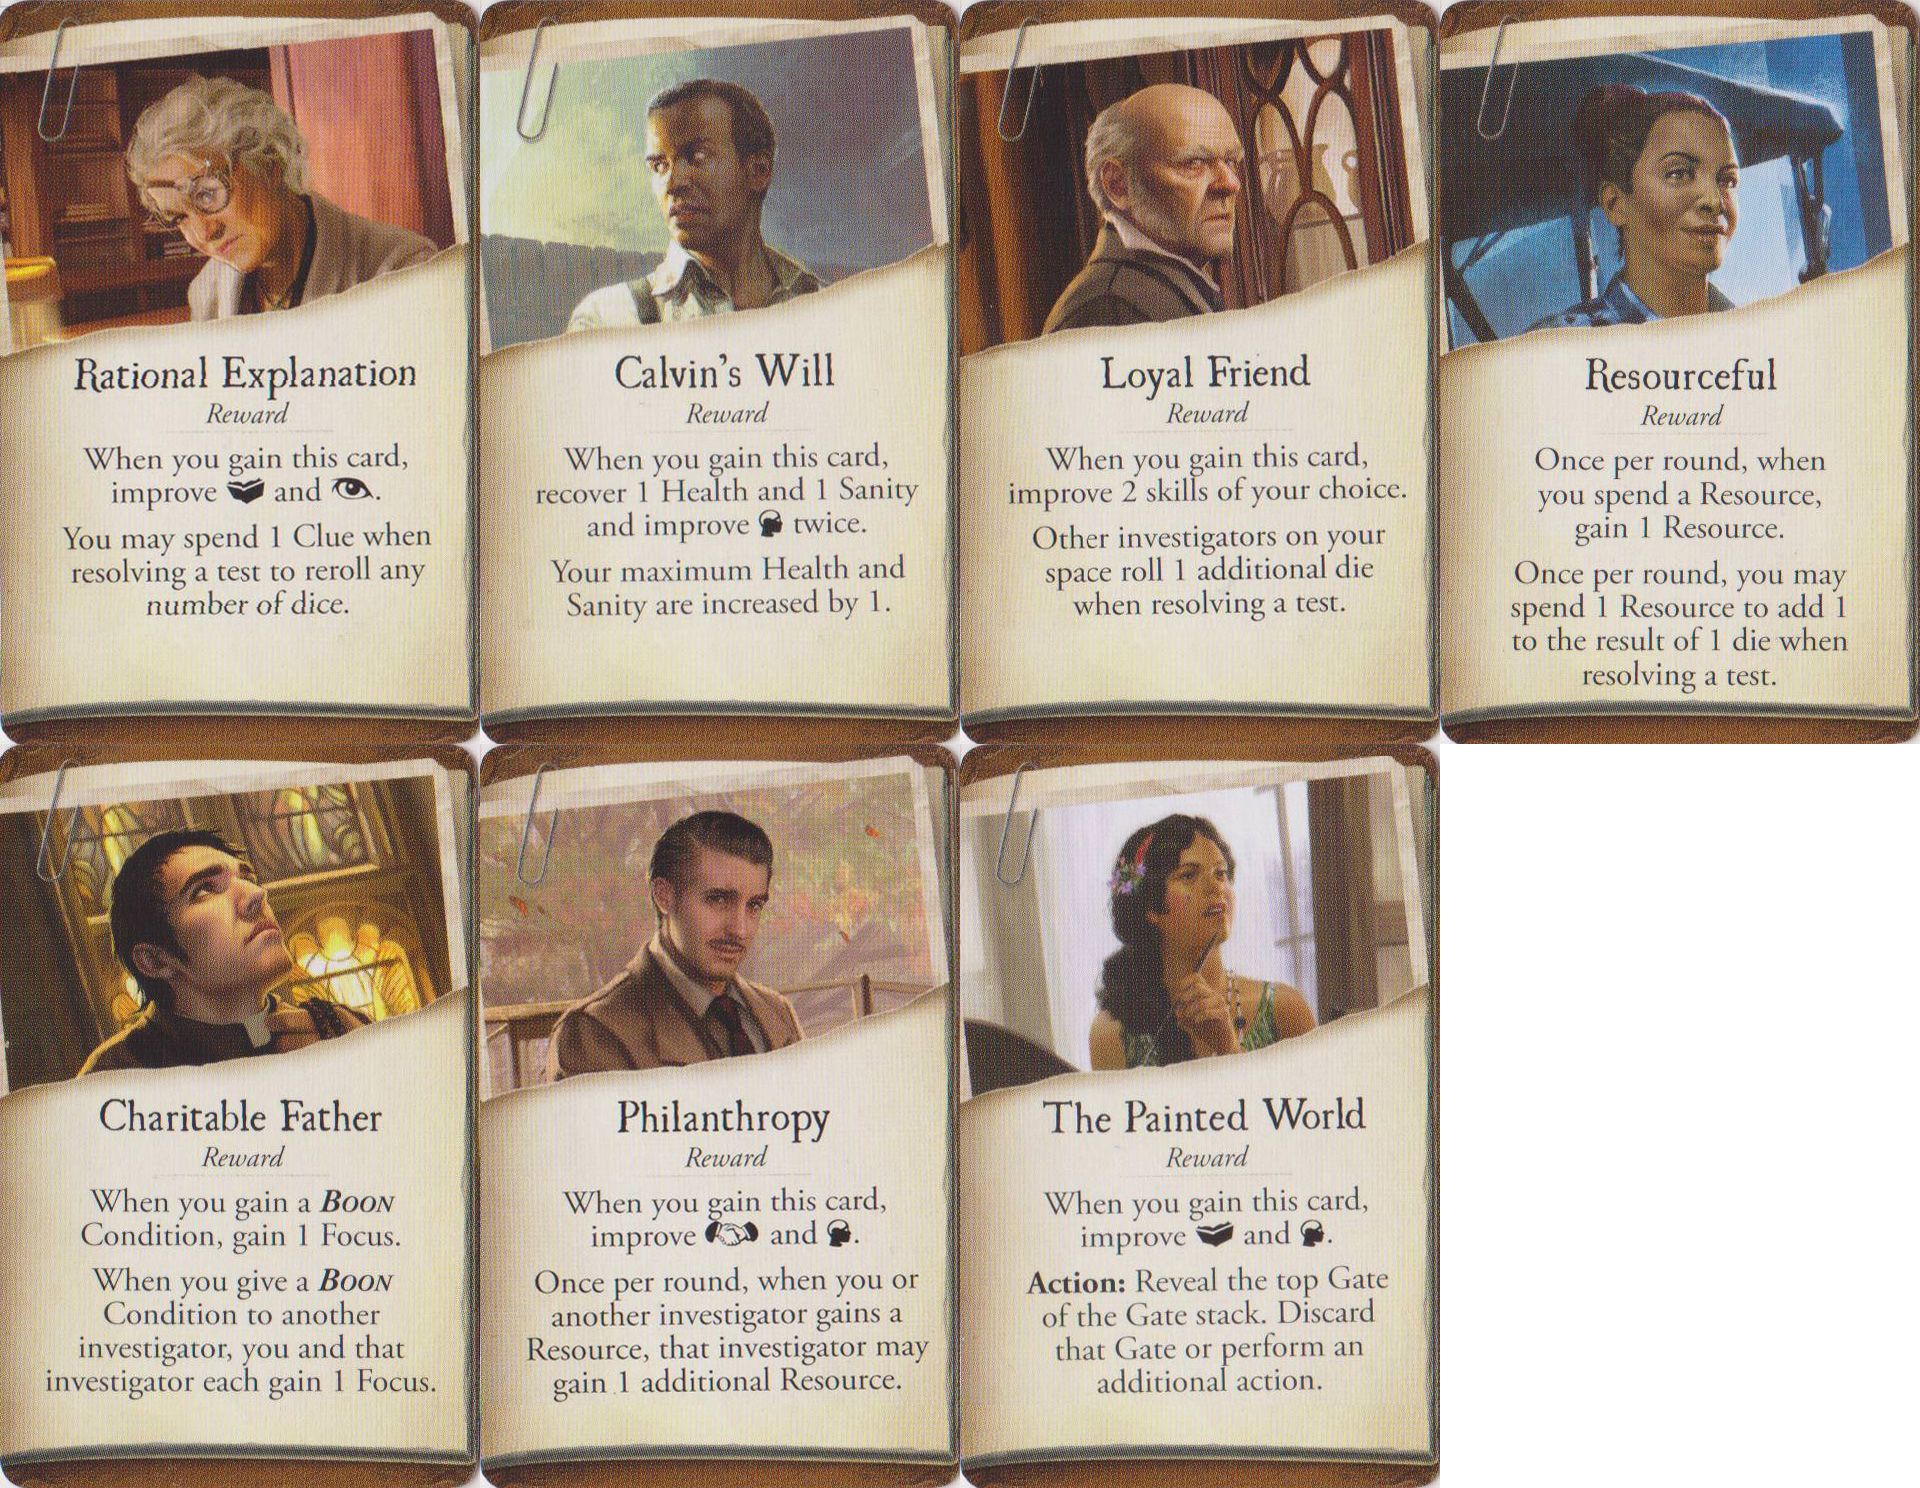 Rational Explanation
Reward
When you gain this card,
improve and .
You may spend 1 Clue when
resolving a test to reroll any
number of dice.
Calvin's Will
Reward
When you gain this card,
recover 1 Health and 1 Sanity
and improve twice.
Your maximum Health and
Sanity are increased by 1.
Loyal Friend
Reward
When you gain this card,
improve 2 skills of your choice.
Other investigators on your
space roll 1 additional die
when resolving a test.
Resourceful
Reward
Once per round, when
you spend a Resource,
gain 1 Resource.
Once per round, you may
spend 1 Resource to add 1
to the result of 1 die when
resolving a test.
Charitable Father
Reward
When you gain a BOON
Condition, gain 1 Focus.
When you give a BOON
Condition to another
investigator, you and that
investigator each gain 1 Focus.
Philanthropy
Reward
When you gain this card,
improve and .
Once per round, when you or
another investigator gains a
Resource, that investigator may
gain 1 additional Resource.
The Painted World
Reward
When you gain this card,
improve and .
Action: Reveal the top Gate
of the Gate stack. Discard
that Gate or perform an
additional action.